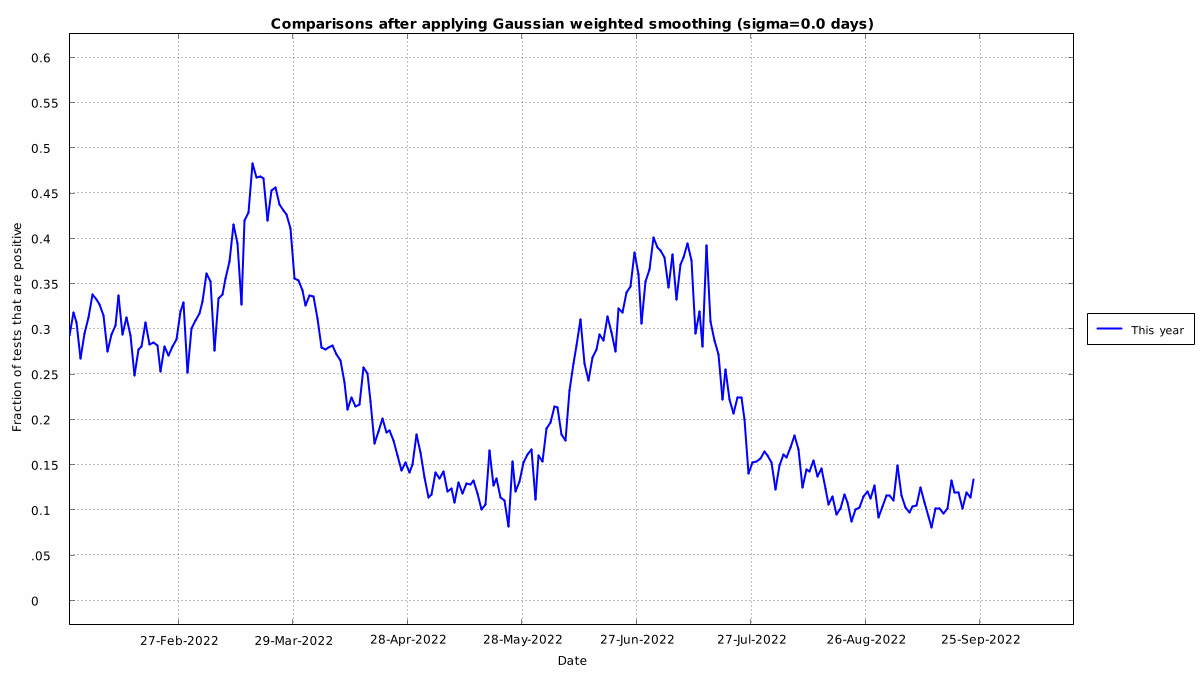 Comparisons after applying Gaussian weighted smoothing (sigma=0.0 days)
0.6
0.55
0.5
0.45
0.4
0.35
0.3
0.25
0.2
0.15
0.1
.05
0
Fraction of tests that are positive
27-Feb-2022 29-Mar-2022 28-Apr-2022 28-May-2022 27-Jun-2022 27-Jul-2022 26-Aug-2022 25-Sep-2022
Date
This year